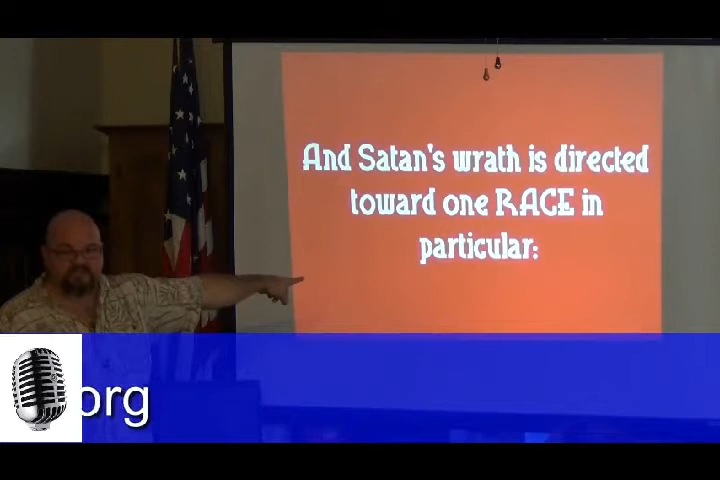 And Satan's wrath is directed
toward one RACE in
particular:
org